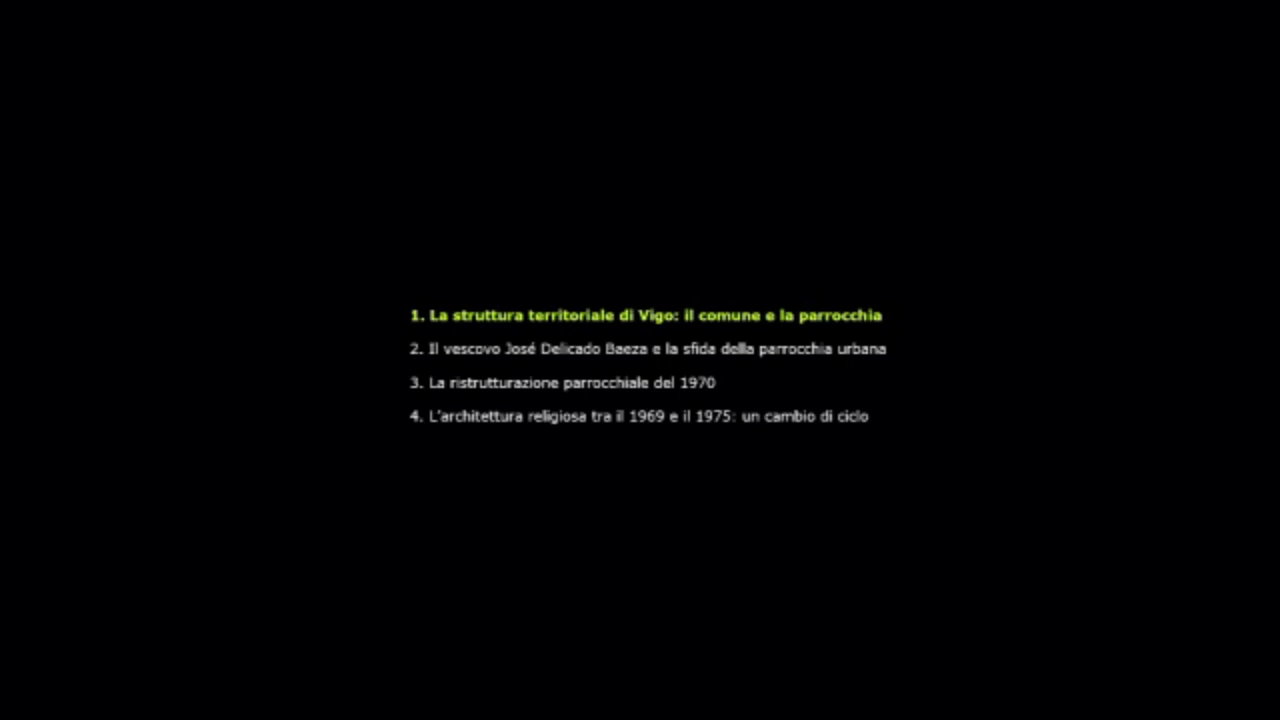 1. La struttura territoriale di Vigo: il comune e la parrocchia
2. Il vescovo José Delicado Baeza e la sfida della parrocchia urbana
3. La ristrutturazione parrocchiale del 1970
4. L'architettura religiosa tra il 1969 e il 1975: un cambio di ciclo